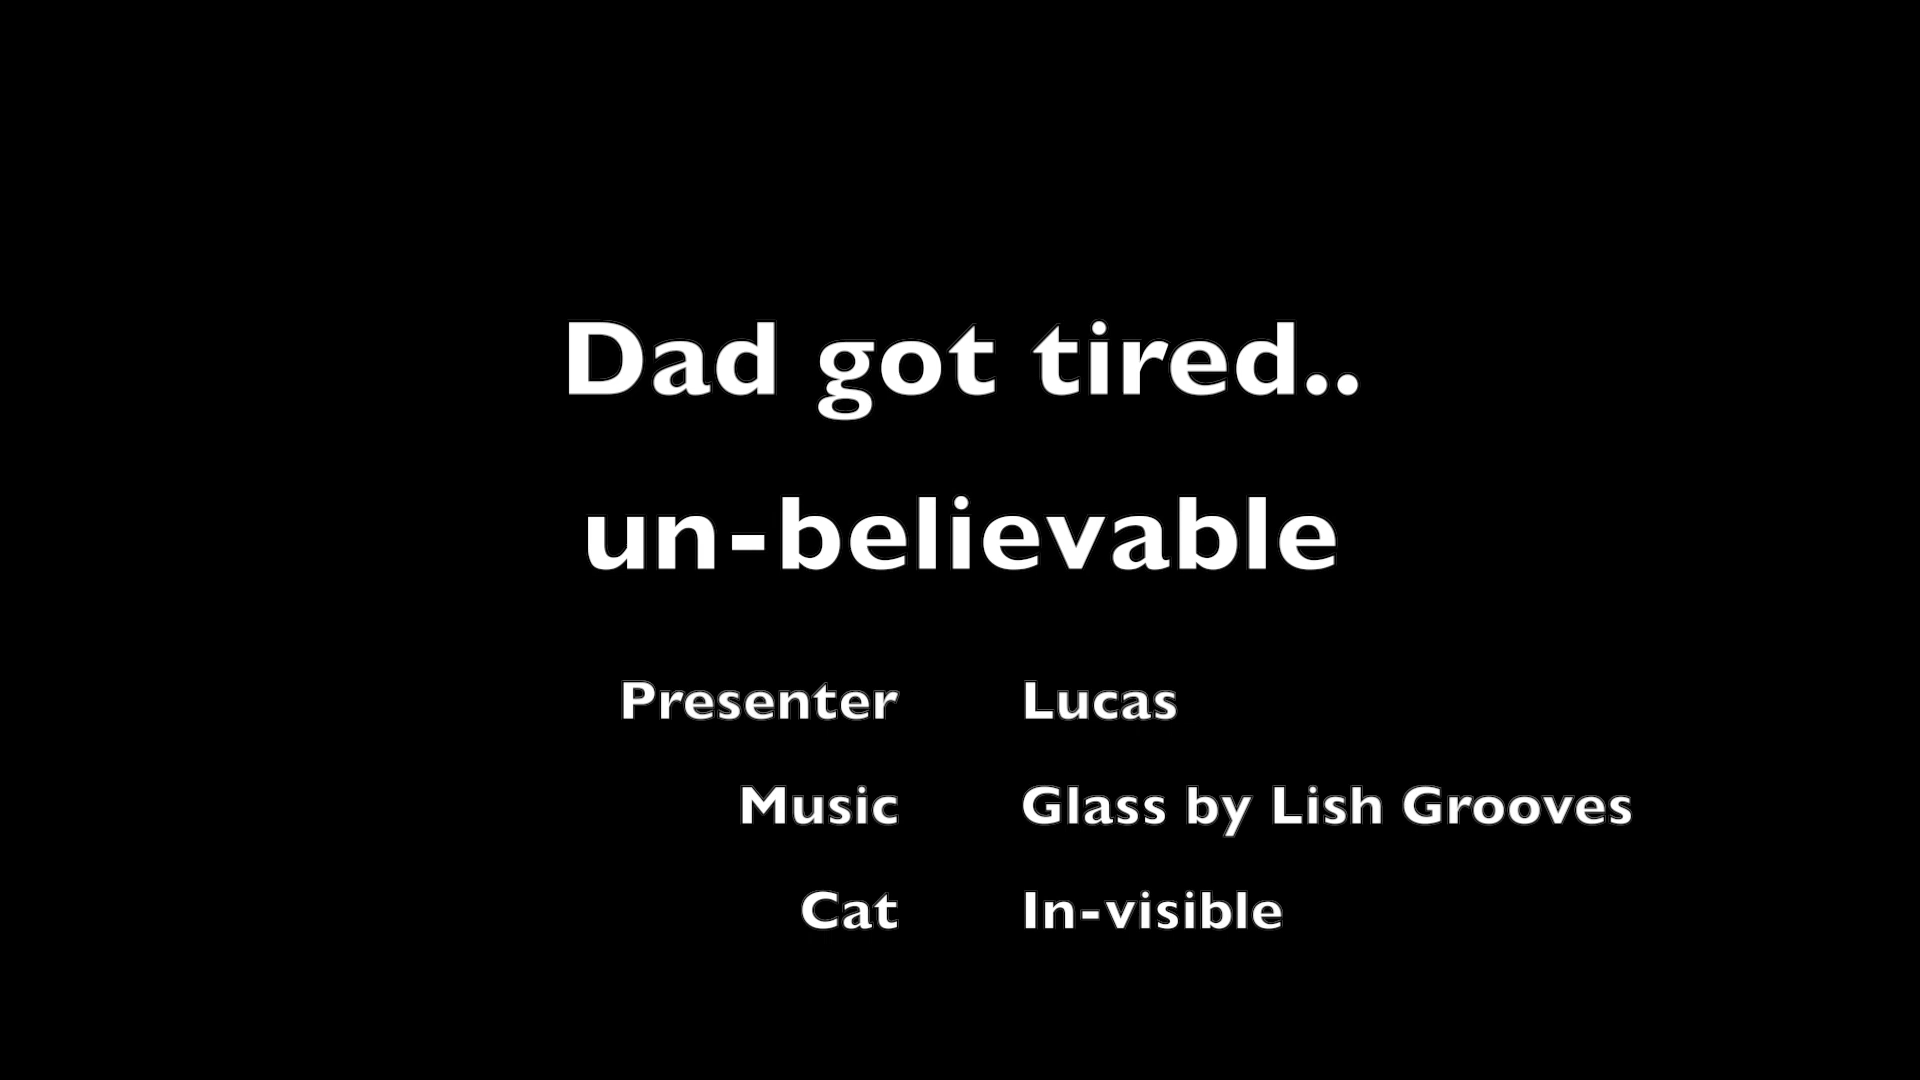 Dad got tired..
un-believable
Presenter Lucas
Music Glass by Lish Grooves
Cat In-visible